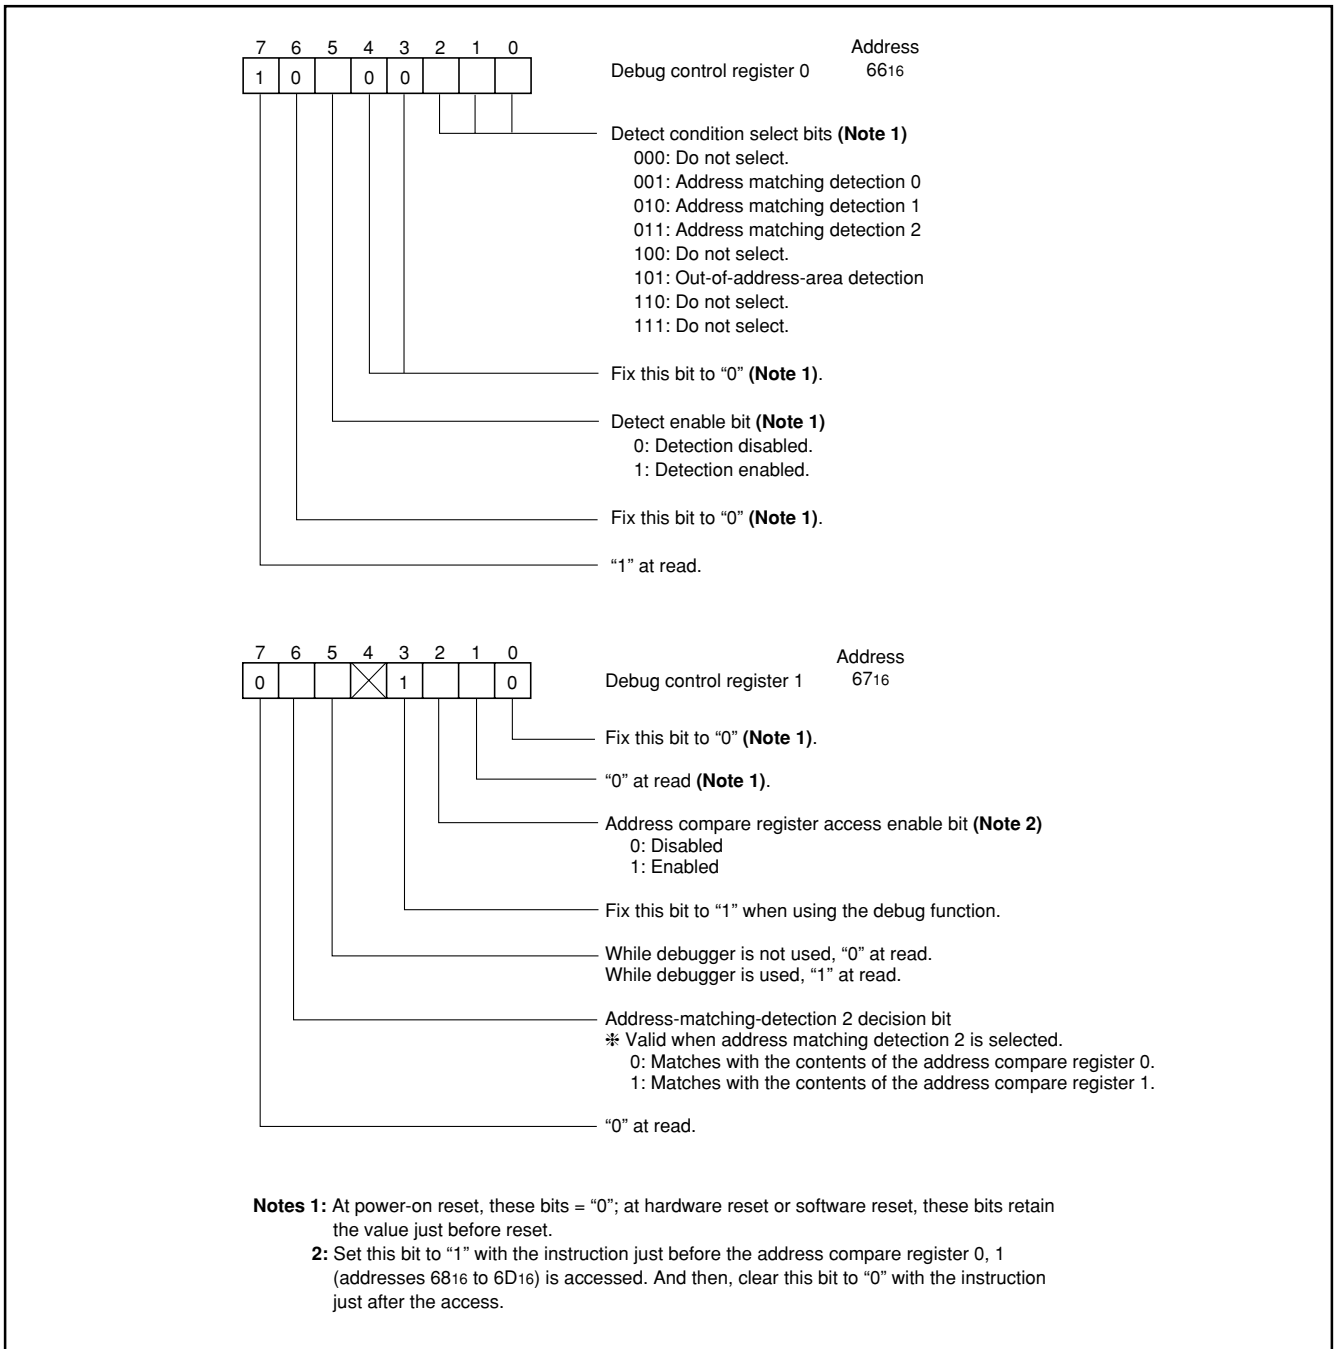 7 6 5 4 3 2 1 0
Address
1 0 0 0
Debug control register 0
6616
Detect condition select bits (Note 1)
000: Do not select.
001: Address matching detection 0
010: Address matching detection 1
011: Address matching detection 2
100: Do not select.
101: Out-of-address-area detection
110: Do not select.
111: Do not select.
Fix this bit to “0” (Note 1).
Detect enable bit (Note 1)
0: Detection disabled.
1: Detection enabled.
Fix this bit to “0” (Note 1).
“1” at read.
7 6 5 4 3 2 1 0
Address
0 1 0
Debug control register 1
6716
Fix this bit to “0” (Note 1).
“0” at read (Note 1).
Address compare register access enable bit (Note 2)
0: Disabled
1: Enabled
Fix this bit to “1” when using the debug function.
While debugger is not used, “0” at read.
While debugger is used, “1” at read.
Address-matching-detection 2 decision bit
❈ Valid when address matching detection 2 is selected.
0: Matches with the contents of the address compare register 0.
1: Matches with the contents of the address compare register 1.
“0” at read.
Notes 1: At power-on reset, these bits = “0”; at hardware reset or software reset, these bits retain
the value just before reset.
2: Set this bit to “1” with the instruction just before the address compare register 0, 1
(addresses 6816 to 6D16) is accessed. And then, clear this bit to “0” with the instruction
just after the access.